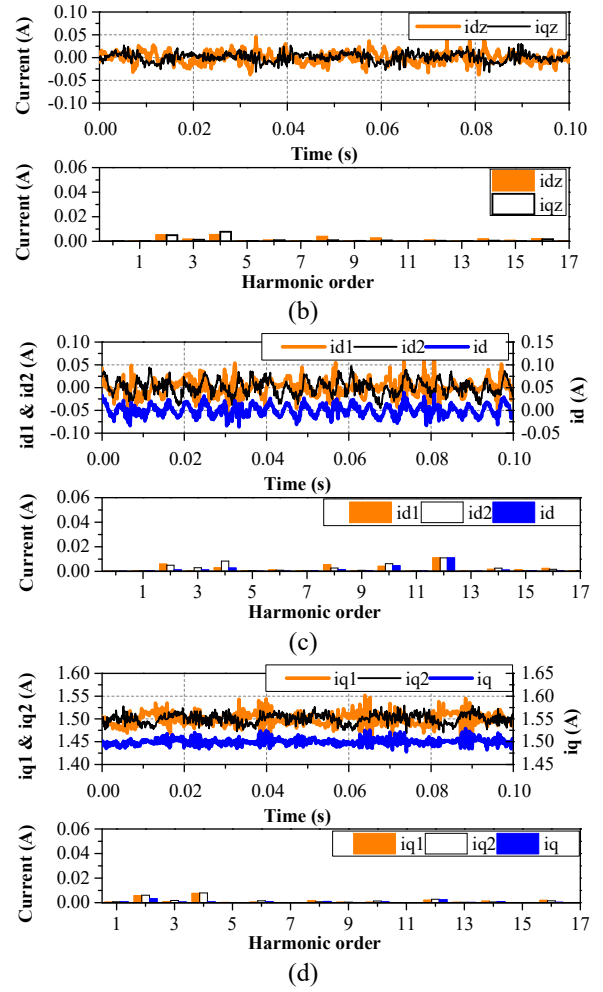 Current (A)
0.10
0.05
0.00
-0.05
-0.10
idz iqz
0.00 0.02 0.04 0.06 0.08 0.10
Time (s)
Current (A)
0.06
0.04
0.02
0.00
idz
iqz
1 3 5 7 9 11 13 15 17
Harmonic order
(b)
id1 & id2 (A)
0.10
0.05
0.00
-0.05
-0.10
id1 id2 id
0.15
0.10
0.05
0.00
-0.05
id (A)
0.00 0.02 0.04 0.06 0.08 0.10
Time (s)
Current (A)
0.06
0.04
0.02
0.00
id1 id2 id
1 3 5 7 9 11 13 15 17
Harmonic order
(c)
iq1 & iq2 (A)
1.60
1.55
1.50
1.45
1.40
iq1 iq2 iq
1.65
1.60
1.55
1.50
1.45
iq (A)
0.00 0.02 0.04 0.06 0.08 0.10
Time (s)
Current (A)
0.06
0.04
0.02
0.00
iq1 iq2 iq
1 3 5 7 9 11 13 15 17
Harmonic order
(d)